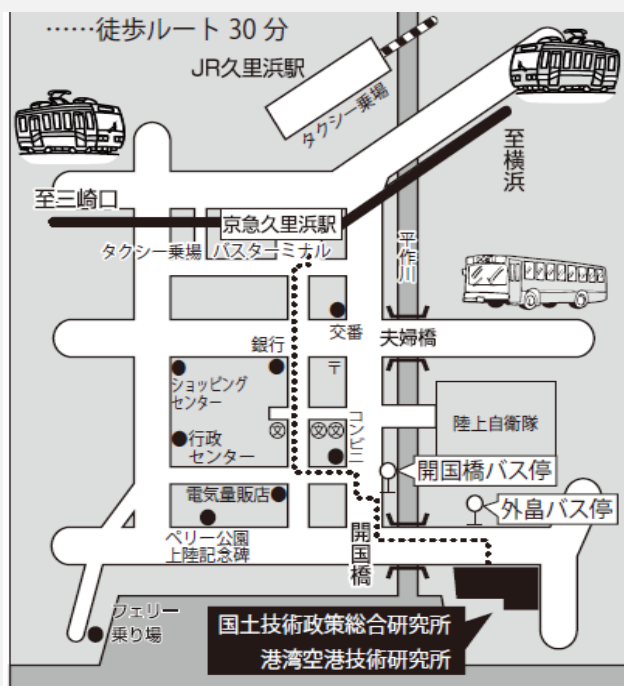 ……徒歩ルート 30 分
JR久里浜駅
タクシー乗場
至横浜
至三崎口
京急久里浜駅
タクシー乗場
バスターミナル
平作川
交番
夫婦橋
銀行
〒
ショッピング
センター
コンビニ
陸上自衛隊
文
文文
行政
センター
開国橋バス停
電気量販店
外畠バス停
ペリー公園
上陸記念碑
開国橋
フェリー
乗り場
国土技術政策総合研究所
港湾空港技術研究所